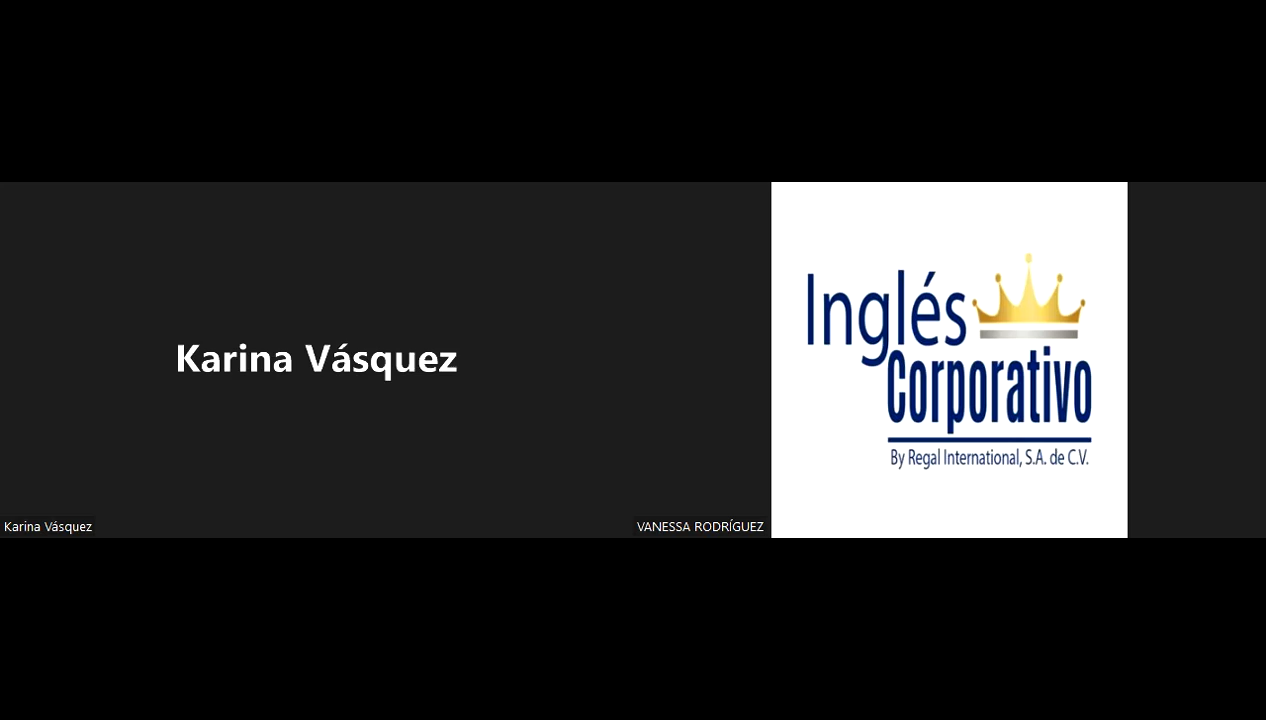 Karina Vásquez
Karina Vásquez
VANESSA RODRÍGUEZ
Inglés
Corporativo
By Regal International, S.A. de C.V.